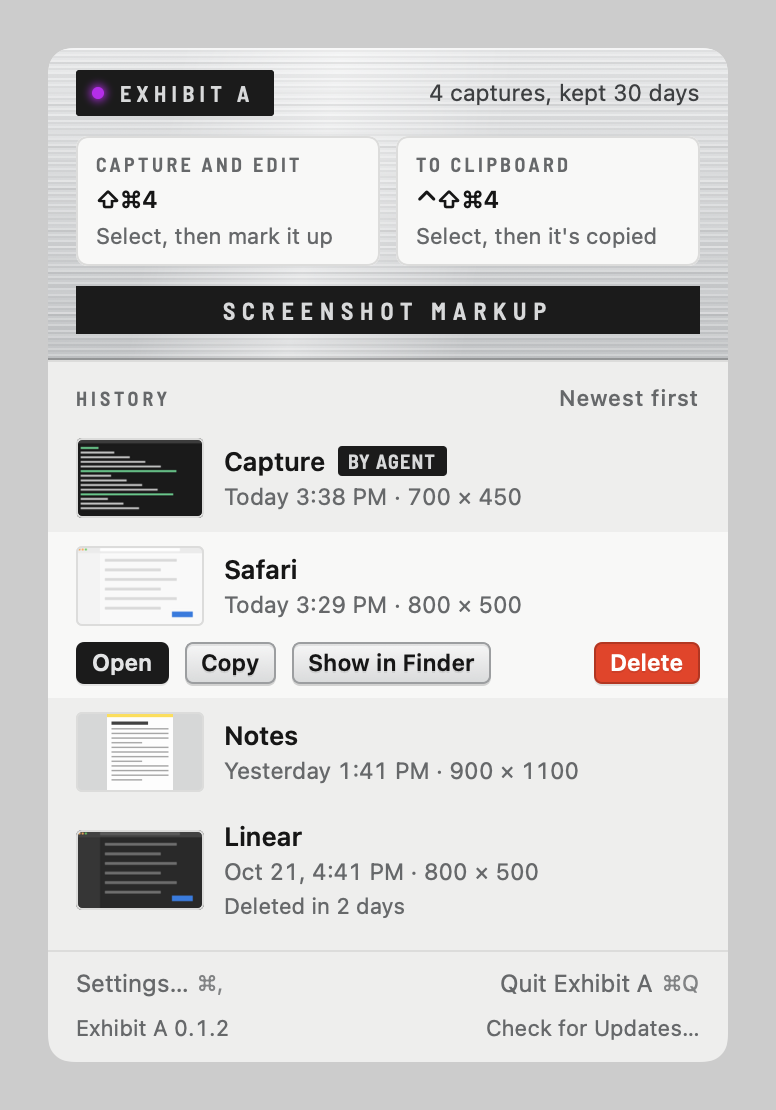 EXHIBIT A
4 captures, kept 30 days
CAPTURE AND EDIT
⇧⌘4
Select, then mark it up
TO CLIPBOARD
⌃⇧⌘4
Select, then it's copied
SCREENSHOT MARKUP
HISTORY
Newest first
Capture BY AGENT
Today 3:38 PM · 700 × 450
Safari
Today 3:29 PM · 800 × 500
Open Copy Show in Finder Delete
Notes
Yesterday 1:41 PM · 900 × 1100
Linear
Oct 21, 4:41 PM · 800 × 500
Deleted in 2 days
Settings... ⌘,
Quit Exhibit A ⌘Q
Exhibit A 0.1.2
Check for Updates...